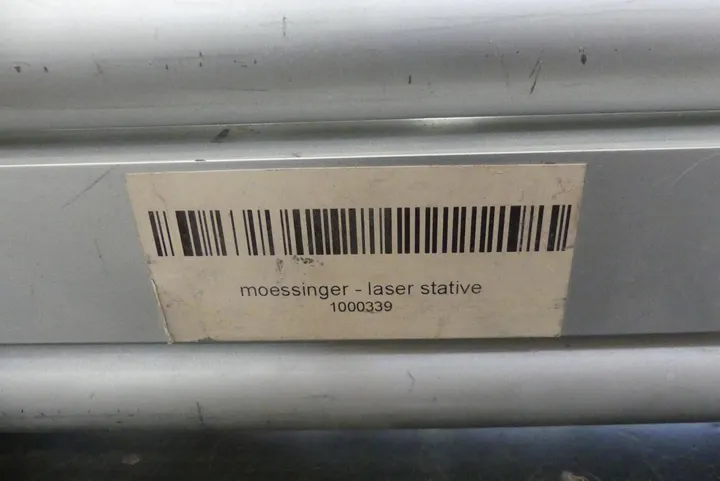 moessinger - laser stative
1000339